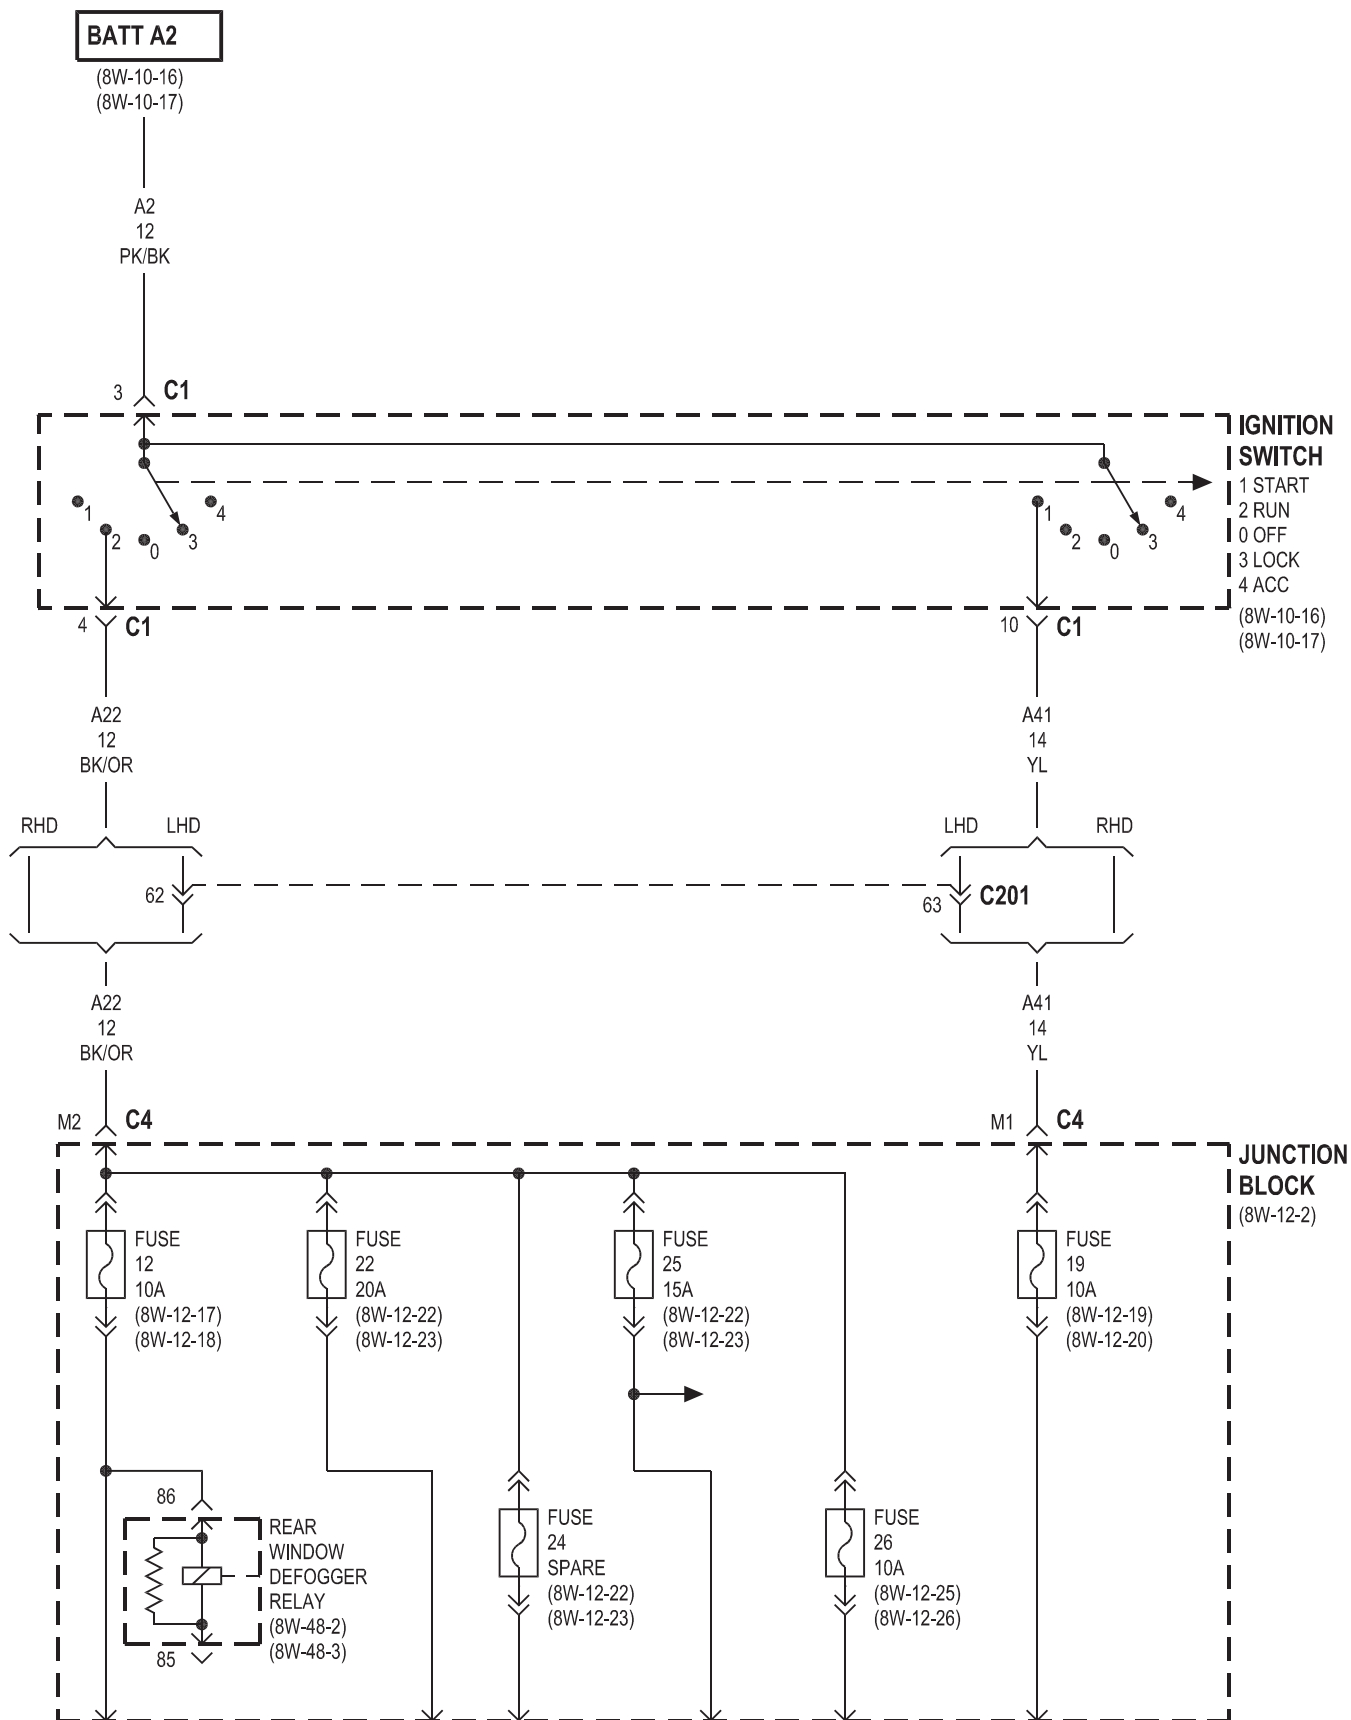 BATT A2
(8W-10-16)
(8W-10-17)
A2
12
PK/BK
3 C1
IGNITION
SWITCH
1 START
2 RUN
0 OFF
3 LOCK
4 ACC
(8W-10-16)
(8W-10-17)
1
2
0
3
4
1
2
0
3
4
4 C1
10 C1
A22
12
BK/OR
A41
14
YL
RHD
LHD
LHD
RHD
62
63 C201
A22
12
BK/OR
A41
14
YL
M2 C4
M1 C4
JUNCTION
BLOCK
(8W-12-2)
FUSE
12
10A
(8W-12-17)
(8W-12-18)
FUSE
22
20A
(8W-12-22)
(8W-12-23)
FUSE
25
15A
(8W-12-22)
(8W-12-23)
FUSE
19
10A
(8W-12-19)
(8W-12-20)
86
REAR
WINDOW
DEFOGGER
RELAY
(8W-48-2)
(8W-48-3)
85
FUSE
24
SPARE
(8W-12-22)
(8W-12-23)
FUSE
26
10A
(8W-12-25)
(8W-12-26)